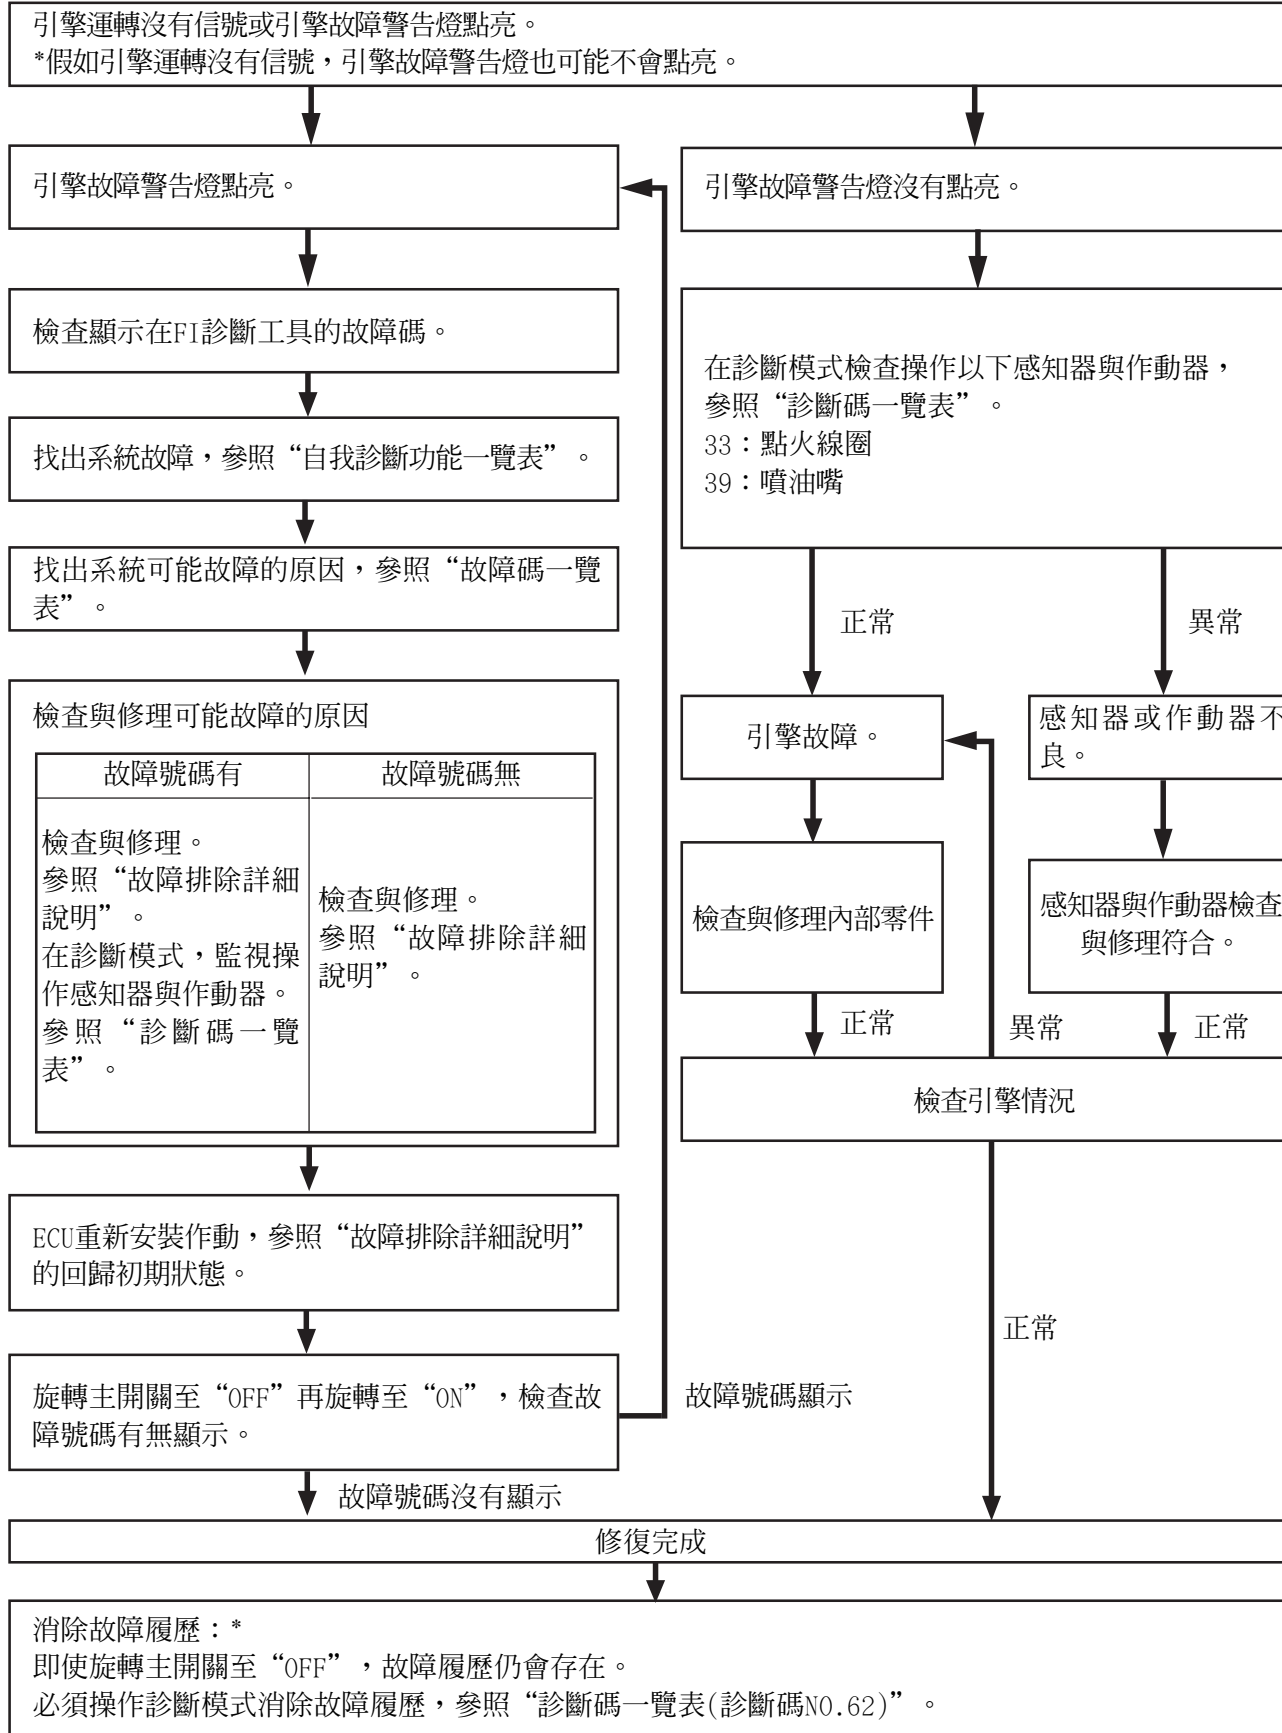 引擎運轉沒有信號或引擎故障警告燈點亮。
*假如引擎運轉沒有信號，引擎故障警告燈也可能不會點亮。
引擎故障警告燈點亮。
檢查顯示在FI診斷工具的故障碼。
找出系統故障，參照“自我診斷功能一覽表”。
找出系統可能故障的原因，參照“故障碼一覽
表”。
檢查與修理可能故障的原因
故障號碼有
檢查與修理。
參照“故障排除詳細
說明”。
在診斷模式，監視操
作感知器與作動器。
參照“診斷碼一覽
表”。
故障號碼無
檢查與修理。
參照“故障排除詳細
說明”。
ECU重新安裝作動，參照“故障排除詳細說明”
的回歸初期狀態。
旋轉主開關至“OFF”再旋轉至“ON”，檢查故
障號碼有無顯示。
故障號碼顯示
故障號碼沒有顯示
引擎故障警告燈沒有點亮。
在診斷模式檢查操作以下感知器與作動器，
參照“診斷碼一覽表”。
33：點火線圈
39：噴油嘴
正常
異常
引擎故障。
感知器或作動器不
良。
檢查與修理內部零件
感知器與作動器檢查
與修理符合。
正常
異常
正常
檢查引擎情況
正常
修復完成
消除故障履歷：*
即使旋轉主開關至“OFF”，故障履歷仍會存在。
必須操作診斷模式消除故障履歷，參照“診斷碼一覽表(診斷碼NO.62)”。